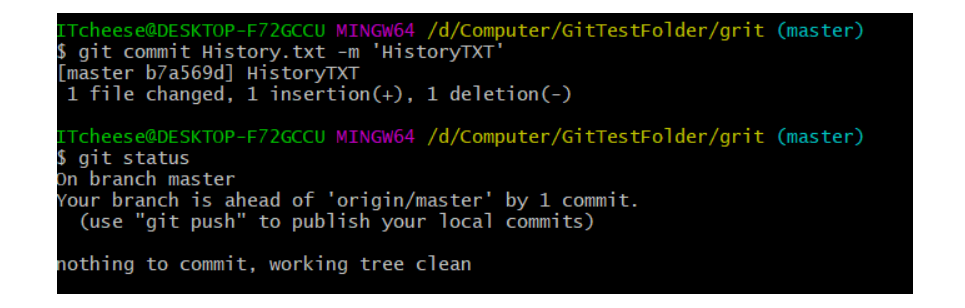 ITcheese@DESKTOP-F72GCCU MINGW64 /d/Computer/GitTestFolder/grit (master)
$ git commit History.txt -m 'HistoryTXT'
[master b7a569d] HistoryTXT
 1 file changed, 1 insertion(+), 1 deletion(-)

ITcheese@DESKTOP-F72GCCU MINGW64 /d/Computer/GitTestFolder/grit (master)
$ git status
On branch master
Your branch is ahead of 'origin/master' by 1 commit.
  (use "git push" to publish your local commits)

nothing to commit, working tree clean